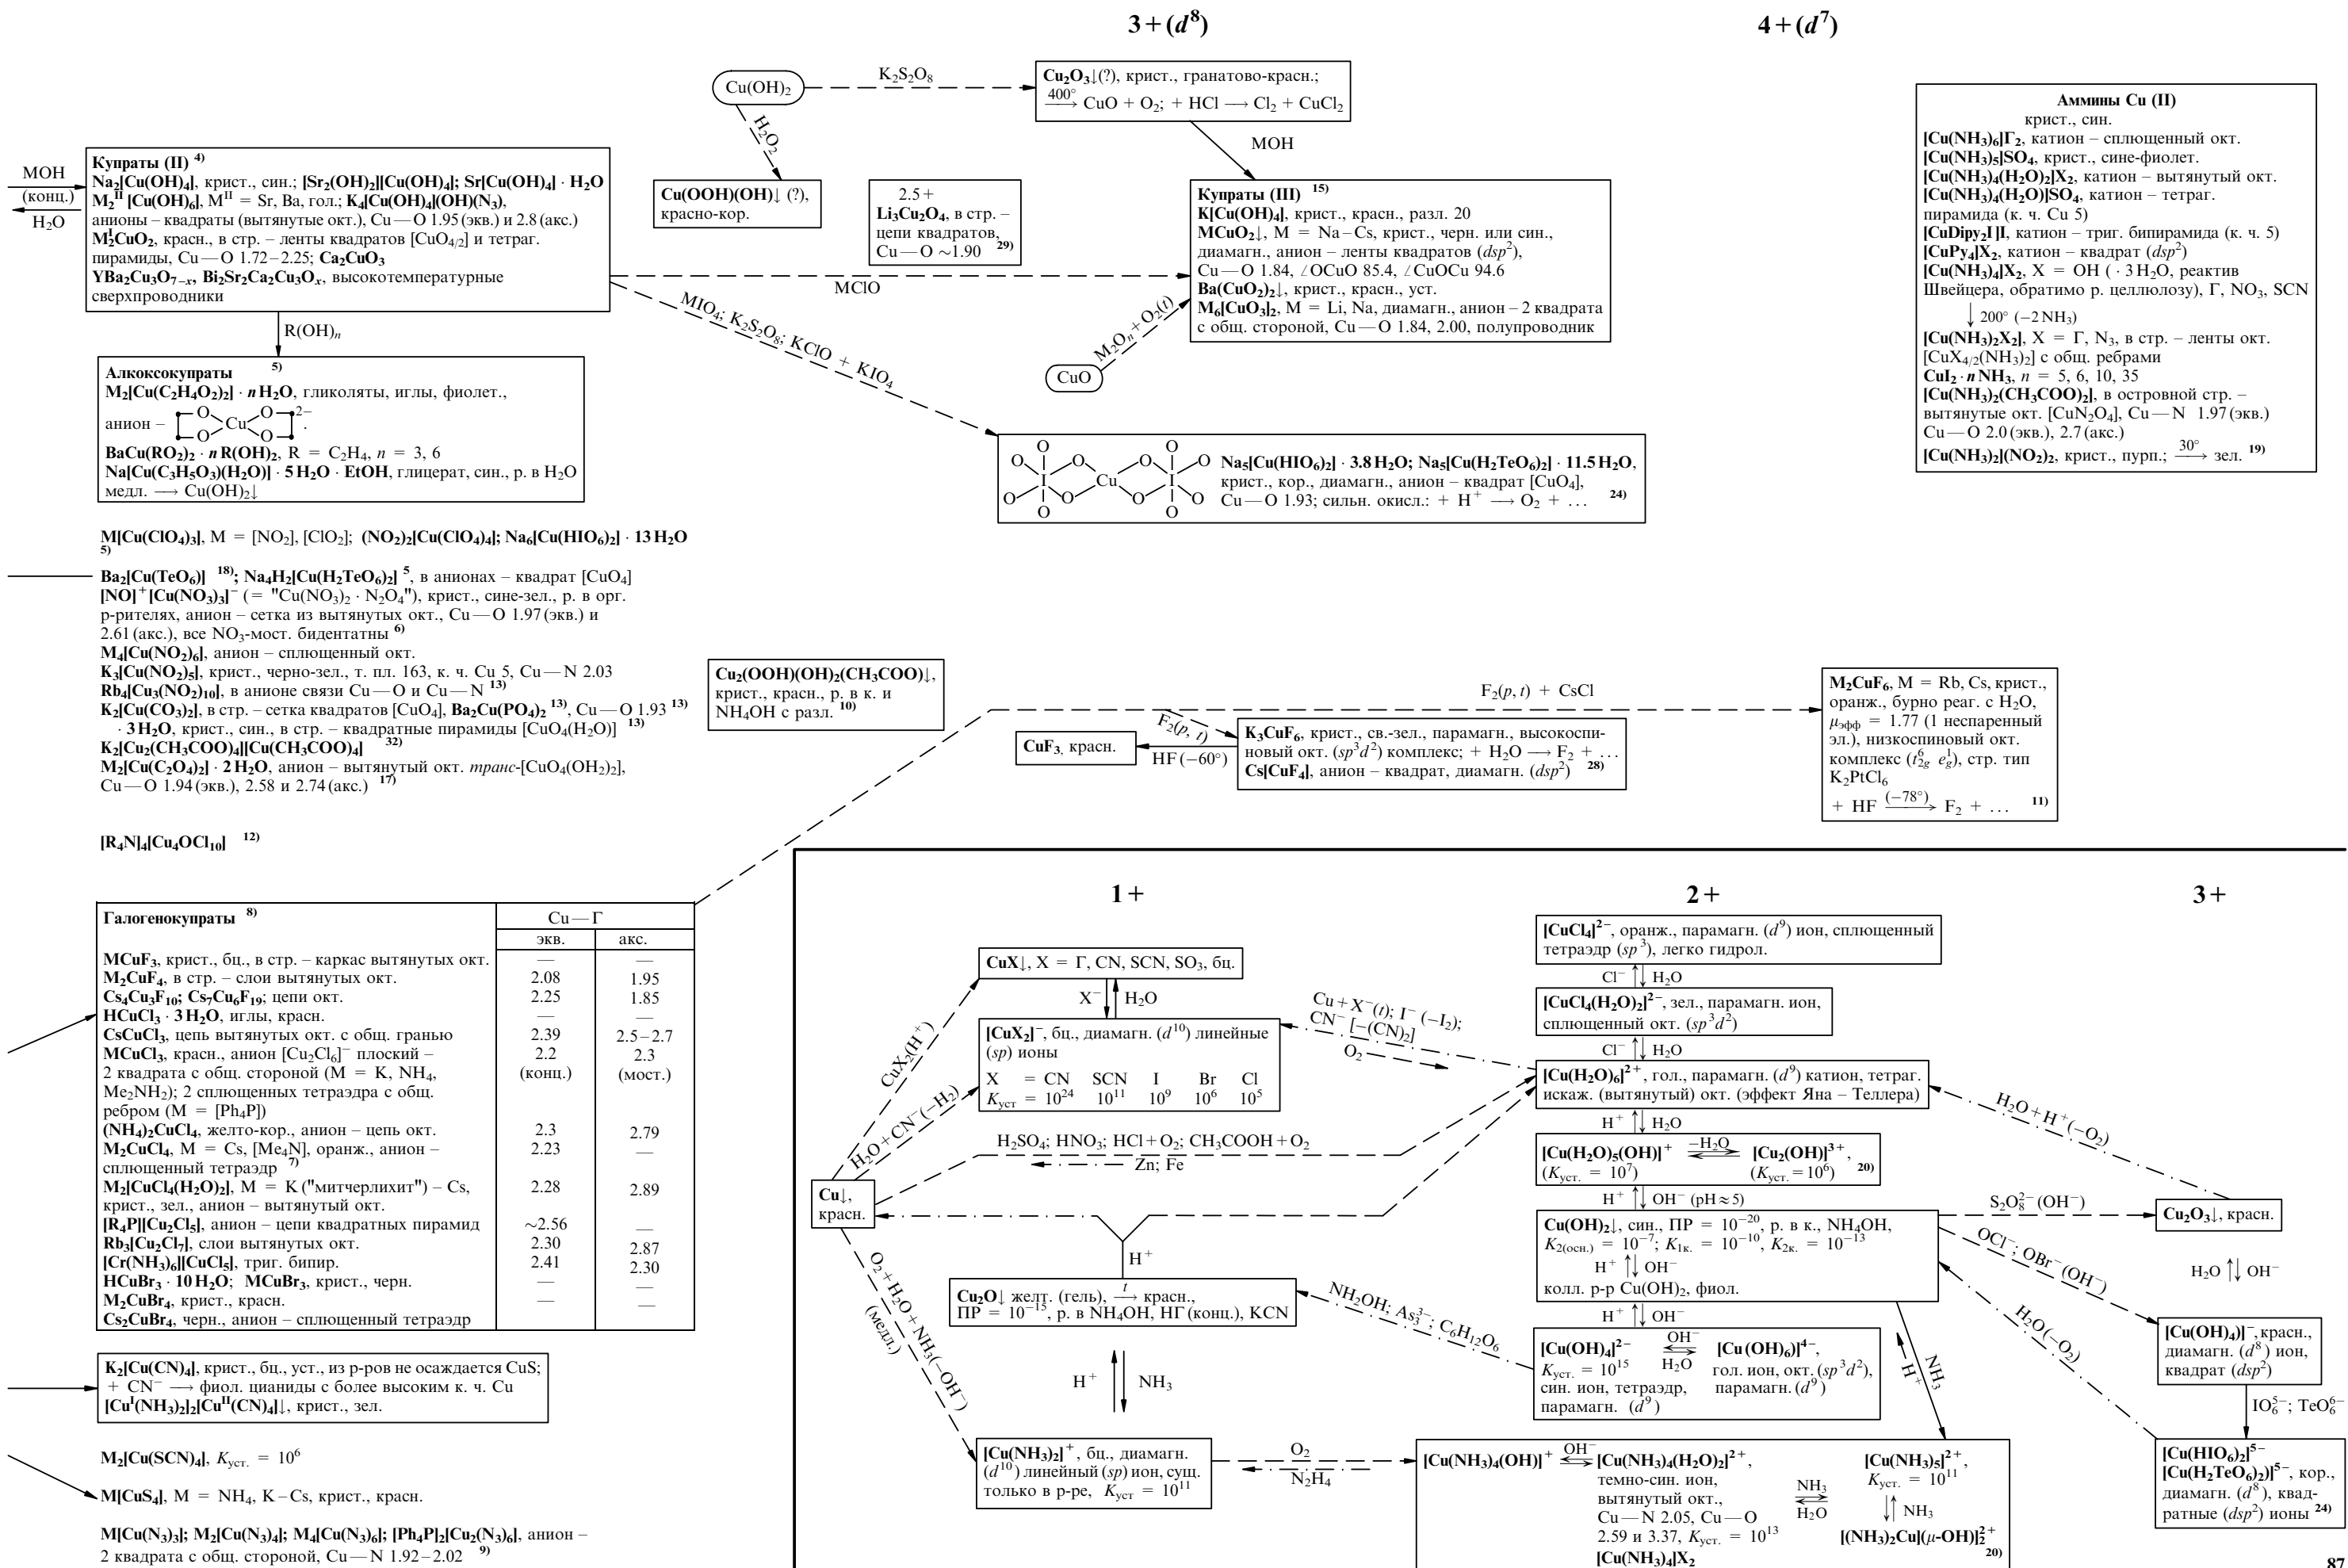 3+(d⁸)
4+(d⁷)
Cu(OH)₂
K₂S₂O₈
H₂O₂
Cu₂O₃↓(?), крист., гранатово-красн.;
400° ⟶ CuO + O₂; + HCl ⟶ Cl₂ + CuCl₂
MOH
Cu(OOH)(OH)↓ (?),
красно-кор.
2.5+
Li₃Cu₂O₄, в стр. –
цепи квадратов,
Cu—O ~1.90 ²⁹⁾
MOH
(конц.)
H₂O
Купраты (II) ⁴⁾
Na₂[Cu(OH)₄], крист., син.; [Sr₂(OH)₂][Cu(OH)₄]; Sr[Cu(OH)₄] · H₂O
M₂ᴵᴵ [Cu(OH)₆], Mᴵᴵ = Sr, Ba, гол.; K₄[Cu(OH)₄](OH)(N₃),
анионы – квадраты (вытянутые окт.), Cu—O 1.95 (экв.) и 2.8 (акс.)
M₂ᴵCuO₂, красн., в стр. – ленты квадратов [CuO₄/₂] и тетраг.
пирамиды, Cu—O 1.72–2.25; Ca₂CuO₃
YBa₂Cu₃O₇₋ₓ, Bi₂Sr₂Ca₂Cu₃Oₓ, высокотемпературные
сверхпроводники
R(OH)ₙ
MClO
MIO₄; K₂S₂O₈; KClO + KIO₄
M₂Oₙ + O₂(t)
CuO
Купраты (III) ¹⁵⁾
K[Cu(OH)₄], крист., красн., разл. 20
MCuO₂↓, M = Na–Cs, крист., черн. или син.,
диамагн., анион – ленты квадратов (dsp²),
Cu—O 1.84, ∠OCuO 85.4, ∠CuOCu 94.6
Ba(CuO₂)₂↓, крист., красн., уст.
M₆[CuO₃]₂, M = Li, Na, диамагн., анион – 2 квадрата
с общ. стороной, Cu—O 1.84, 2.00, полупроводник
Аммины Cu (II)
крист., син.
[Cu(NH₃)₆]Г₂, катион – сплющенный окт.
[Cu(NH₃)₅]SO₄, крист., сине-фиолет.
[Cu(NH₃)₄(H₂O)₂]X₂, катион – вытянутый окт.
[Cu(NH₃)₄(H₂O)]SO₄, катион – тетраг.
пирамида (к. ч. Cu 5)
[CuDipy₂I]I, катион – триг. бипирамида (к. ч. 5)
[CuPy₄]X₂, катион – квадрат (dsp²)
[Cu(NH₃)₄]X₂, X = OH ( · 3H₂O, реактив
Швейцера, обратимо р. целлюлозу), Г, NO₃, SCN
↓ 200° (−2 NH₃)
[Cu(NH₃)₂X₂], X = Г, N₃, в стр. – ленты окт.
[CuX₄/₂(NH₃)₂] с общ. ребрами
CuI₂ · n NH₃, n = 5, 6, 10, 35
[Cu(NH₃)₂(CH₃COO)₂], в островной стр. –
вытянутые окт. [CuN₂O₄], Cu—N 1.97 (экв.)
Cu—O 2.0 (экв.), 2.7 (акс.)
[Cu(NH₃)₂](NO₂)₂, крист., пурп.; 30° ⟶ зел. ¹⁹⁾
Алкоксокупраты ⁵⁾
M₂[Cu(C₂H₄O₂)₂] · n H₂O, гликоляты, иглы, фиолет.,
O O 2−
анион – Cu .
O O
BaCu(RO₂)₂ · n R(OH)₂, R = C₂H₄, n = 3, 6
Na[Cu(C₃H₅O₃)(H₂O)] · 5 H₂O · EtOH, глицерат, син., р. в H₂O
медл. ⟶ Cu(OH)₂↓
O O
O O O O
I Cu I
O O O O
O O
Na₅[Cu(HIO₆)₂] · 3.8 H₂O; Na₅[Cu(H₂TeO₆)₂] · 11.5 H₂O,
крист., кор., диамагн., анион – квадрат [CuO₄],
Cu—O 1.93; сильн. окисл.: + H⁺ ⟶ O₂ + … ²⁴⁾
M[Cu(ClO₄)₃], M = [NO₂], [ClO₂]; (NO₂)₂[Cu(ClO₄)₄]; Na₆[Cu(HIO₆)₂] · 13 H₂O
⁵⁾
Ba₂[Cu(TeO₆)] ¹⁸⁾; Na₄H₂[Cu(H₂TeO₆)₂] ⁵, в анионах – квадрат [CuO₄]
[NO]⁺[Cu(NO₃)₃]⁻ (= "Cu(NO₃)₂ · N₂O₄"), крист., сине-зел., р. в орг.
р-рителях, анион – сетка из вытянутых окт., Cu—O 1.97 (экв.) и
2.61 (акс.), все NO₃-мост. бидентатны ⁶⁾
M₄[Cu(NO₂)₆], анион – сплющенный окт.
K₃[Cu(NO₂)₅], крист., черно-зел., т. пл. 163, к. ч. Cu 5, Cu—N 2.03
Rb₄[Cu₃(NO₂)₁₀], в анионе связи Cu—O и Cu—N ¹³⁾
K₂[Cu(CO₃)₂], в стр. – сетка квадратов [CuO₄], Ba₂Cu(PO₄)₂ ¹³⁾, Cu—O 1.93 ¹³⁾
· 3 H₂O, крист., син., в стр. – квадратные пирамиды [CuO₄(H₂O)] ¹³⁾
K₂[Cu₂(CH₃COO)₄][Cu(CH₃COO)₄] ³²⁾
M₂[Cu(C₂O₄)₂] · 2 H₂O, анион – вытянутый окт. транс-[CuO₄(OH₂)₂],
Cu—O 1.94 (экв.), 2.58 и 2.74 (акс.) ¹⁷⁾
[R₄N]₄[Cu₄OCl₁₀] ¹²⁾
Cu₂(OOH)(OH)₂(CH₃COO)↓,
крист., красн., р. в к. и
NH₄OH с разл. ¹⁰⁾
F₂(p, t) + CsCl
F₂(p, t)
CuF₃, красн.
HF (−60°)
K₃CuF₆, крист., св.-зел., парамагн., высокоспи-
новый окт. (sp³d²) комплекс; + H₂O ⟶ F₂ + …
Cs[CuF₄], анион – квадрат, диамагн. (dsp²) ²⁸⁾
M₂CuF₆, M = Rb, Cs, крист.,
оранж., бурно реаг. с H₂O,
μэфф = 1.77 (1 неспаренный
эл.), низкоспиновый окт.
комплекс (t₂g⁶ eg¹), стр. тип
K₂PtCl₆
+ HF (−78°) ⟶ F₂ + … ¹¹⁾
Галогенокупраты ⁸⁾ Cu—Г
экв. акс.
MCuF₃, крист., бц., в стр. – каркас вытянутых окт. — —
M₂CuF₄, в стр. – слои вытянутых окт. 2.08 1.95
Cs₄Cu₃F₁₀; Cs₇Cu₆F₁₉; цепи окт. 2.25 1.85
HCuCl₃ · 3 H₂O, иглы, красн. — —
CsCuCl₃, цепь вытянутых окт. с общ. гранью 2.39 2.5–2.7
MCuCl₃, красн., анион [Cu₂Cl₆]⁻ плоский – 2.2 2.3
2 квадрата с общ. стороной (M = K, NH₄, (конц.) (мост.)
Me₂NH₂); 2 сплющенных тетраэдра с общ.
ребром (M = [Ph₄P])
(NH₄)₂CuCl₄, желто-кор., анион – цепь окт. 2.3 2.79
M₂CuCl₄, M = Cs, [Me₄N], оранж., анион – 2.23 —
сплющенный тетраэдр ⁷⁾
M₂[CuCl₄(H₂O)₂], M = K ("митчерлихит") – Cs, 2.28 2.89
крист., зел., анион – вытянутый окт.
[R₄P][Cu₂Cl₅], анион – цепи квадратных пирамид ~2.56 —
Rb₃[Cu₂Cl₇], слои вытянутых окт. 2.30 2.87
[Cr(NH₃)₆][CuCl₅], триг. бипир. 2.41 2.30
HCuBr₃ · 10 H₂O; MCuBr₃, крист., черн. — —
M₂CuBr₄, крист., красн. — —
Cs₂CuBr₄, черн., анион – сплющенный тетраэдр
K₂[Cu(CN)₄], крист., бц., уст., из р-ров не осаждается CuS;
+ CN⁻ ⟶ фиол. цианиды с более высоким к. ч. Cu
[Cuᴵ(NH₃)₂]₂[Cuᴵᴵ(CN)₄]↓, крист., зел.
M₂[Cu(SCN)₄], Kуст. = 10⁶
M[CuS₄], M = NH₄, K–Cs, крист., красн.
M[Cu(N₃)₃]; M₂[Cu(N₃)₄]; M₄[Cu(N₃)₆]; [Ph₄P]₂[Cu₂(N₃)₆], анион –
2 квадрата с общ. стороной, Cu—N 1.92–2.02 ⁹⁾
1+
2+
3+
CuX↓, X = Г, CN, SCN, SO₃, бц.
X⁻ H₂O
[CuX₂]⁻, бц., диамагн. (d¹⁰) линейные
(sp) ионы
X = CN SCN I Br Cl
Kуст = 10²⁴ 10¹¹ 10⁹ 10⁶ 10⁵
CuX₂(H⁺)
H₂O + CN⁻(−H₂)
Cu + X⁻(t); I⁻ (−I₂);
CN⁻ [−(CN)₂]
O₂
H₂SO₄; HNO₃; HCl + O₂; CH₃COOH + O₂
Zn; Fe
Cu↓,
красн.
H⁺
O₂ + H₂O + NH₃(−OH⁻)
(медл.)
Cu₂O↓ желт. (гель), t ⟶ красн.,
ПР = 10⁻¹⁵, р. в NH₄OH, HГ (конц.), KCN
H⁺ NH₃
NH₂OH; As₃³⁻; C₆H₁₂O₆
[Cu(NH₃)₂]⁺, бц., диамагн.
(d¹⁰) линейный (sp) ион, сущ.
только в р-ре, Kуст = 10¹¹
O₂
N₂H₄
[CuCl₄]²⁻, оранж., парамагн. (d⁹) ион, сплющенный
тетраэдр (sp³), легко гидрол.
Cl⁻ ⇅ H₂O
[CuCl₄(H₂O)₂]²⁻, зел., парамагн. ион,
сплющенный окт. (sp³d²)
Cl⁻ ⇅ H₂O
[Cu(H₂O)₆]²⁺, гол., парамагн. (d⁹) катион, тетраг.
искаж. (вытянутый) окт. (эффект Яна – Теллера)
H⁺ ⇅ H₂O
[Cu(H₂O)₅(OH)]⁺ −H₂O ⇌ [Cu₂(OH)]³⁺,
(Kуст. = 10⁷) (Kуст. = 10⁶) ²⁰⁾
H⁺ ⇅ OH⁻ (pH ≈ 5)
Cu(OH)₂↓, син., ПР = 10⁻²⁰, р. в к., NH₄OH,
K₂(осн.) = 10⁻⁷; K₁к. = 10⁻¹⁰, K₂к. = 10⁻¹³
H⁺ ⇅ OH⁻
колл. р-р Cu(OH)₂, фиол.
H⁺ ⇅ OH⁻
[Cu(OH)₄]²⁻ OH⁻ ⇌ H₂O [Cu(OH)₆]⁴⁻,
Kуст. = 10¹⁵ гол. ион, окт. (sp³d²),
син. ион, тетраэдр, парамагн. (d⁹)
парамагн. (d⁹)
NH₃
H⁺
[Cu(NH₃)₄(OH)]⁺ OH⁻ ⇌ [Cu(NH₃)₄(H₂O)₂]²⁺, [Cu(NH₃)₅]²⁺,
темно-син. ион, Kуст. = 10¹¹
вытянутый окт., NH₃ ⇌ H₂O ⇅ NH₃
Cu—N 2.05, Cu—O
2.59 и 3.37, Kуст. = 10¹³ [(NH₃)₂Cu](μ-OH)]₂²⁺
[Cu(NH₃)₄]X₂ ²⁰⁾
H₂O + H⁺(−O₂)
S₂O₈²⁻ (OH⁻)
Cu₂O₃↓, красн.
OCl⁻; OBr⁻(OH⁻)
H₂O ⇅ OH⁻
H₂O(−O₂)
[Cu(OH)₄)]⁻, красн.,
диамагн. (d⁸) ион,
квадрат (dsp²)
IO₆⁵⁻; TeO₆⁶⁻
[Cu(HIO₆)₂]⁵⁻
[Cu(H₂TeO₆)₂)]⁵⁻, кор.,
диамагн. (d⁸), квад-
ратные (dsp²) ионы ²⁴⁾
87